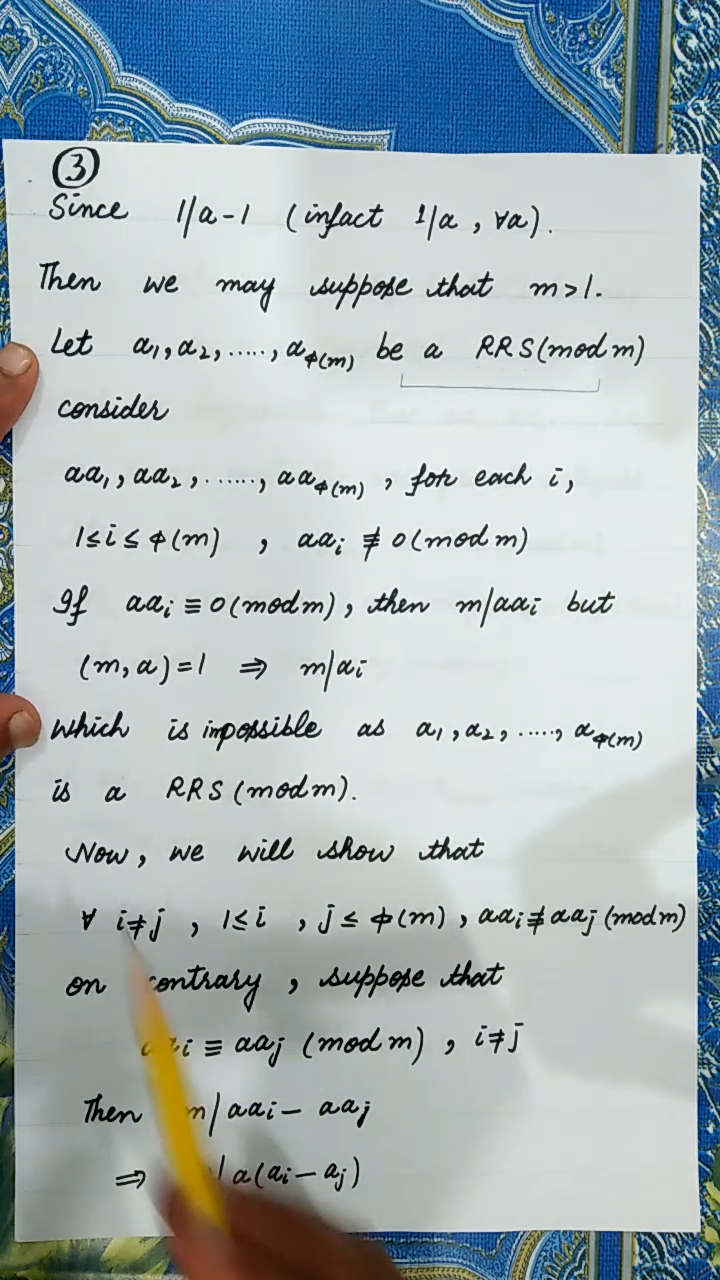 ③
Since 1/a-1 (infact 1/a, ∀a).
Then we may suppose that m>1.
Let a₁, a₂, ....., a_φ(m) be a RRS(mod m)
consider
aa₁, aa₂, ......, aa_φ(m), for each i,
1≤i≤φ(m), aaᵢ ≢ 0(mod m)
If aaᵢ ≡ 0(mod m), then m/aaᵢ but
(m,a)=1 ⇒ m/aᵢ
which is impossible as a₁, a₂, ....., a_φ(m)
is a RRS(mod m).
Now, we will show that
∀ i≠j, 1≤i, j≤φ(m), aaᵢ≢aaⱼ(mod m)
on contrary, suppose that
aaᵢ ≡ aaⱼ (mod m), i≠j
Then m/aaᵢ-aaⱼ
⇒ /a(aᵢ-aⱼ)